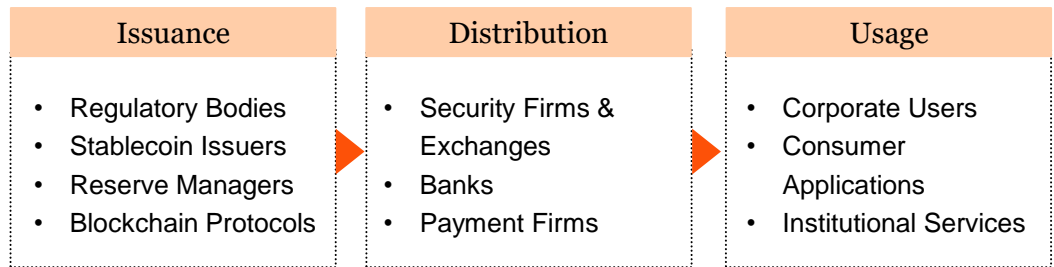 Issuance
• Regulatory Bodies
• Stablecoin Issuers
• Reserve Managers
• Blockchain Protocols
Distribution
• Security Firms &
Exchanges
• Banks
• Payment Firms
Usage
• Corporate Users
• Consumer
Applications
• Institutional Services